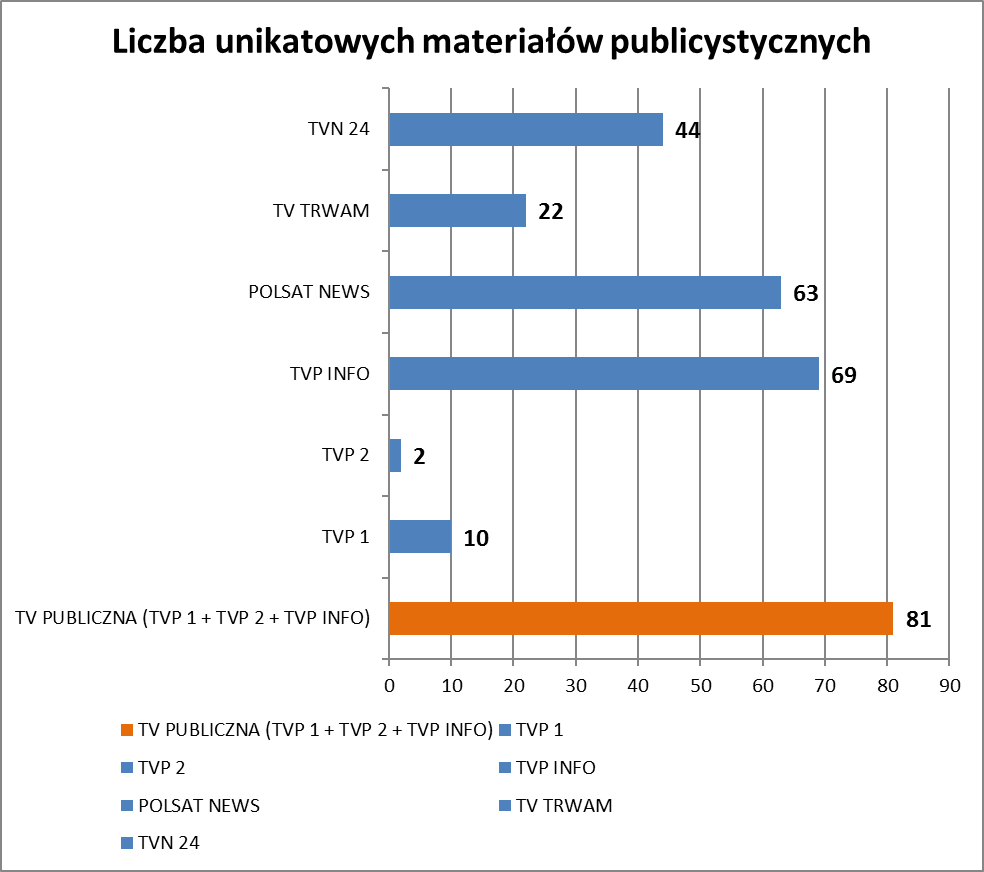 Liczba unikatowych materiałów publicystycznych
TVN 24
44
TV TRWAM
22
POLSAT NEWS
63
TVP INFO
69
TVP 2
2
TVP 1
10
TV PUBLICZNA (TVP 1 + TVP 2 + TVP INFO)
81
0 10 20 30 40 50 60 70 80 90
TV PUBLICZNA (TVP 1 + TVP 2 + TVP INFO) TVP 1
TVP 2 TVP INFO
POLSAT NEWS TV TRWAM
TVN 24